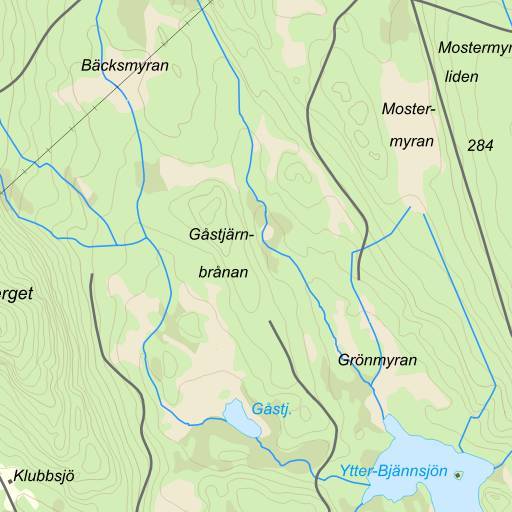 Mostermyr
liden
Bäcksmyran
Moster-
myran
284
Gåstjärn-
brånan
erget
Grönmyran
Gåstj.
Ytter-Bjännsjön
Klubbsjö